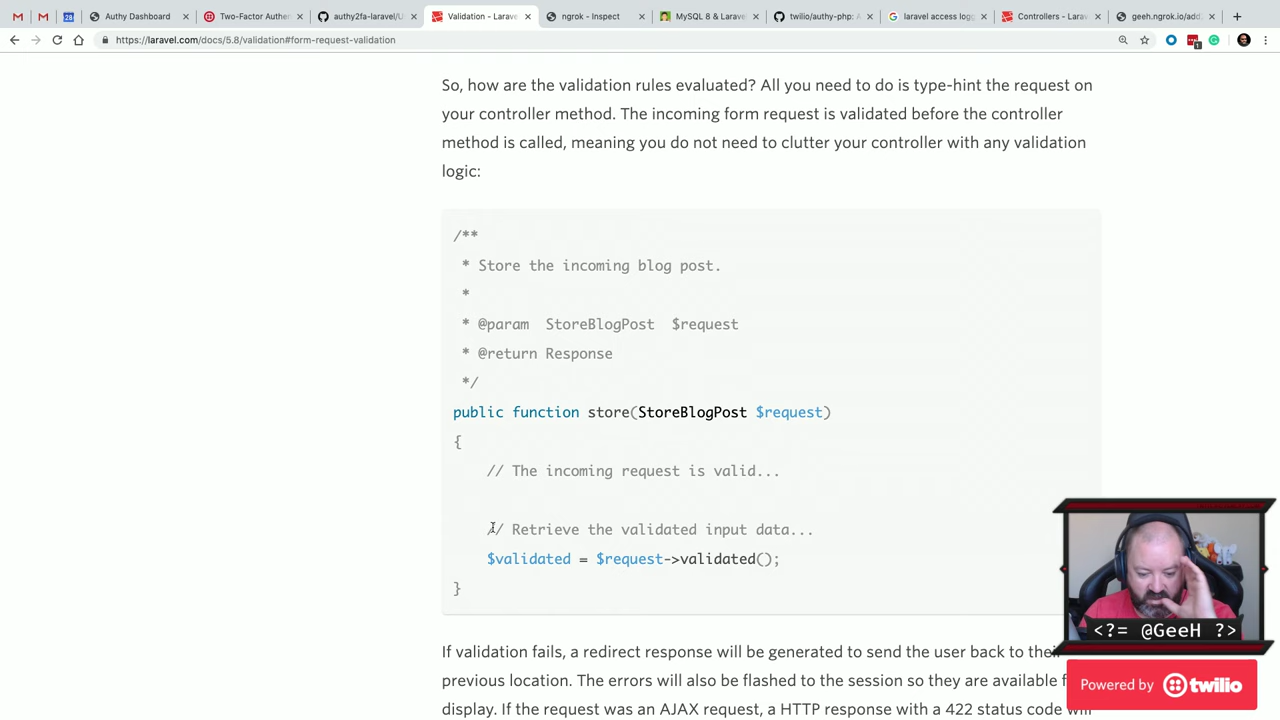 Authy Dashboard
Two-Factor Authen
authy2fa-laravel/U
Validation - Larave
ngrok - Inspect
MySQL 8 & Laravel
twilio/authy-php: A
laravel access logg
Controllers - Larav
geeh.ngrok.io/add
28
https://laravel.com/docs/5.8/validation#form-request-validation
1
So, how are the validation rules evaluated? All you need to do is type-hint the request on
your controller method. The incoming form request is validated before the controller
method is called, meaning you do not need to clutter your controller with any validation
logic:
/**
* Store the incoming blog post.
*
* @param  StoreBlogPost  $request
* @return Response
*/
public function store(StoreBlogPost $request)
{
// The incoming request is valid...
// Retrieve the validated input data...
$validated = $request->validated();
}
If validation fails, a redirect response will be generated to send the user back to their
previous location. The errors will also be flashed to the session so they are available f
display. If the request was an AJAX request, a HTTP response with a 422 status code will
<?= @GeeH ?>
Powered by twilio